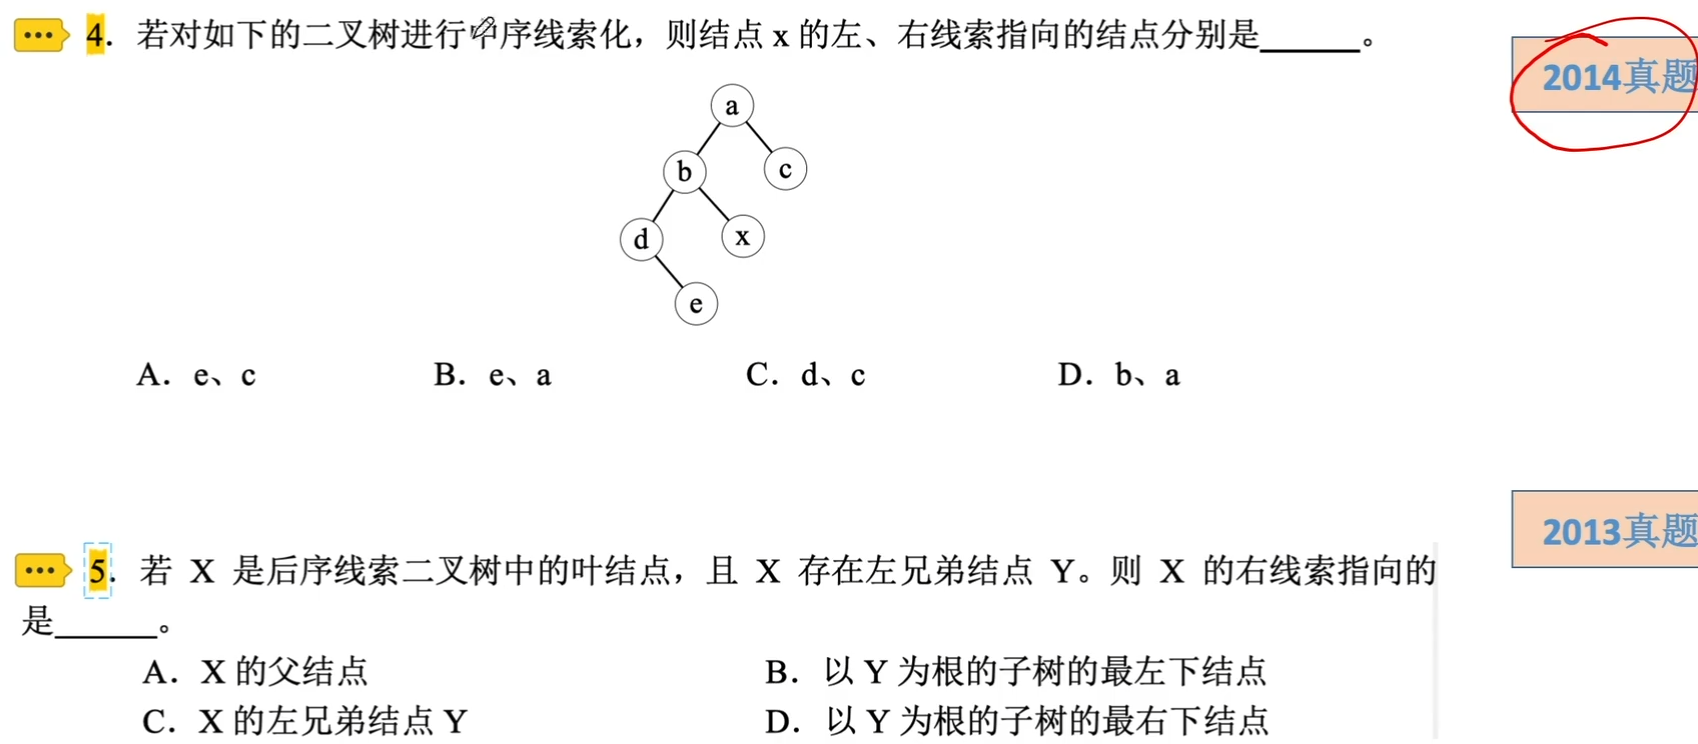 4. 若对如下的二叉树进行中序线索化，则结点 x 的左、右线索指向的结点分别是______。
2014真题
a
b
c
d
x
e
A. e、c
B. e、a
C. d、c
D. b、a
2013真题
5. 若 X 是后序线索二叉树中的叶结点，且 X 存在左兄弟结点 Y。则 X 的右线索指向的
是______。
A. X 的父结点
B. 以 Y 为根的子树的最左下结点
C. X 的左兄弟结点 Y
D. 以 Y 为根的子树的最右下结点